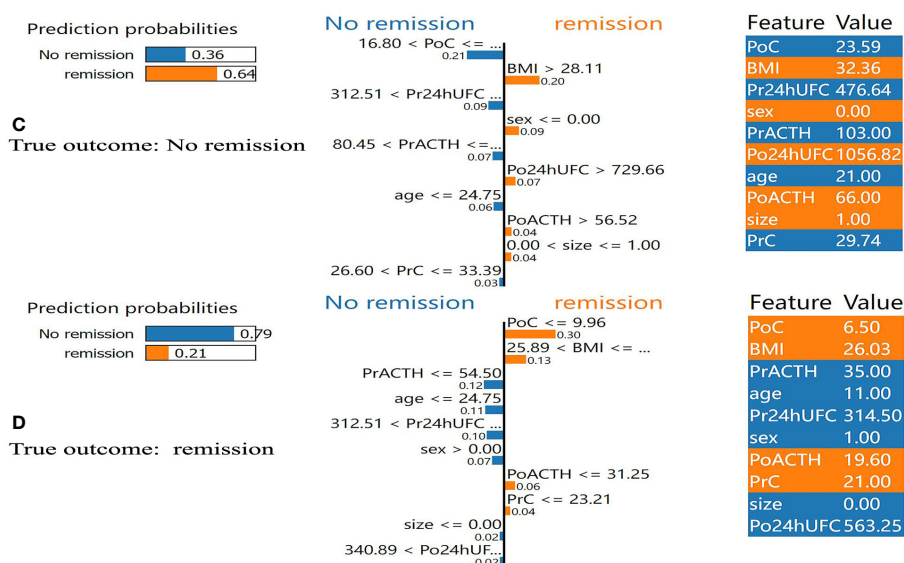 Prediction probabilities
No remission 0.36
remission 0.64
C
True outcome: No remission
No remission remission
16.80 < PoC <= ...
0.21
BMI > 28.11
0.20
312.51 < Pr24hUFC ...
0.09
sex <= 0.00
0.09
80.45 < PrACTH <=...
0.07
Po24hUFC > 729.66
0.07
age <= 24.75
0.06
PoACTH > 56.52
0.04
0.00 < size <= 1.00
0.04
26.60 < PrC <= 33.39
0.03
Feature Value
PoC 23.59
BMI 32.36
Pr24hUFC 476.64
sex 0.00
PrACTH 103.00
Po24hUFC 1056.82
age 21.00
PoACTH 66.00
size 1.00
PrC 29.74
Prediction probabilities
No remission 0.79
remission 0.21
D
True outcome: remission
No remission remission
PoC <= 9.96
0.30
25.89 < BMI <= ...
0.13
PrACTH <= 54.50
0.12
age <= 24.75
0.11
312.51 < Pr24hUFC ...
0.10
sex > 0.00
0.07
PoACTH <= 31.25
0.06
PrC <= 23.21
0.04
size <= 0.00
0.02
340.89 < Po24hUF...
0.02
Feature Value
PoC 6.50
BMI 26.03
PrACTH 35.00
age 11.00
Pr24hUFC 314.50
sex 1.00
PoACTH 19.60
PrC 21.00
size 0.00
Po24hUFC 563.25